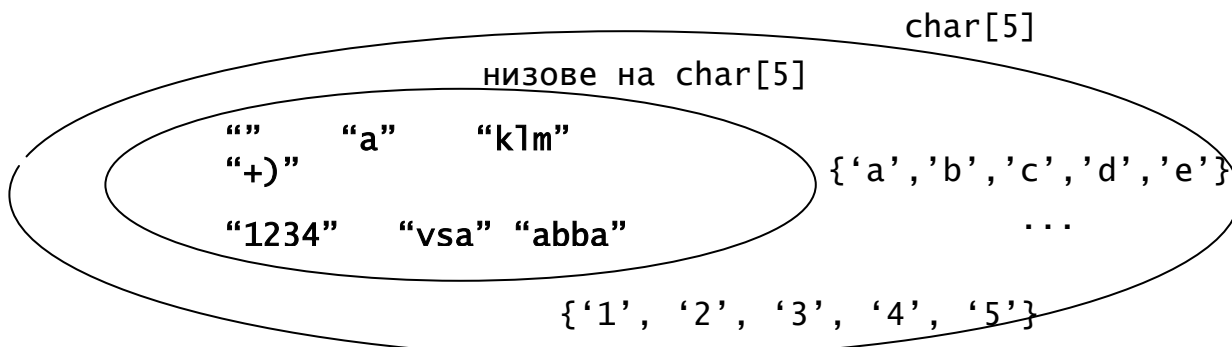 char[5]
низове на char[5]
“” “a” “klm”
“+)” {‘a’,’b’,’c’,’d’,’e’}
“1234” “vsa” “abba” ...
{‘1’, ‘2’, ‘3’, ‘4’, ‘5’}